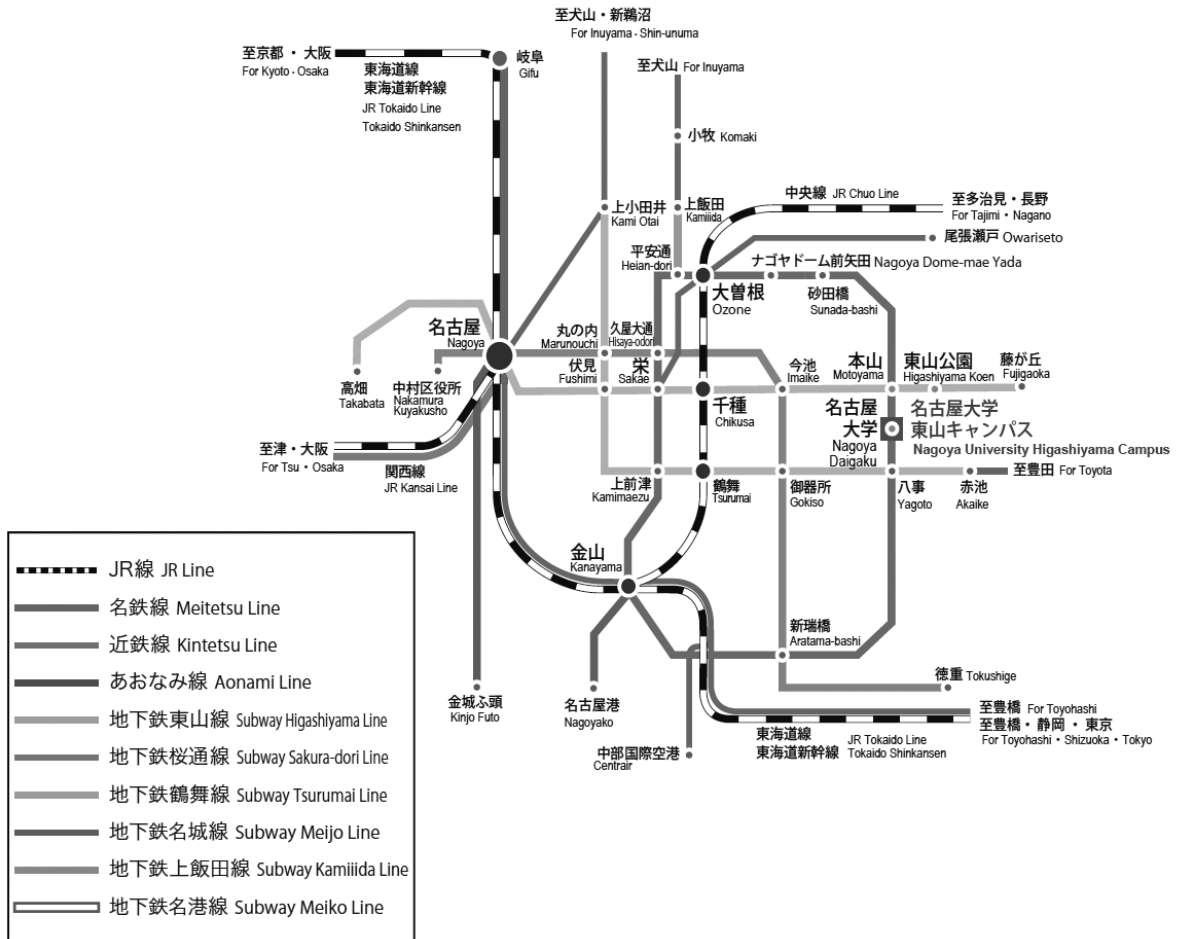 至犬山・新鵜沼
For Inuyama - Shin-unuma
至京都 ・ 大阪
For Kyoto - Osaka
東海道線
東海道新幹線
JR Tokaido Line
Tokaido Shinkansen
岐阜
Gifu
至犬山 For Inuyama
小牧 Komaki
中央線 JR Chuo Line
至多治見・長野
For Tajimi・Nagano
上小田井
Kami Otai
上飯田
Kamiiida
尾張瀬戸 Owariseto
平安通
Heian-dori
ナゴヤドーム前矢田 Nagoya Dome-mae Yada
大曽根
Ozone
砂田橋
Sunada-bashi
名古屋
Nagoya
丸の内
Marunouchi
久屋大通
Hisaya-odori
伏見
Fushimi
栄
Sakae
今池
Imaike
本山
Motoyama
東山公園
Higashiyama Koen
藤が丘
Fujigaoka
高畑
Takabata
中村区役所
Nakamura
Kuyakusho
千種
Chikusa
名古屋
大学
Nagoya
Daigaku
名古屋大学
東山キャンパス
Nagoya University Higashiyama Campus
至津・大阪
For Tsu・Osaka
関西線
JR Kansai Line
上前津
Kamimaezu
鶴舞
Tsurumai
御器所
Gokiso
八事
Yagoto
赤池
Akaike
至豊田 For Toyota
金山
Kanayama
新瑞橋
Aratama-bashi
徳重 Tokushige
金城ふ頭
Kinjo Futo
名古屋港
Nagoyako
中部国際空港
Centrair
東海道線
東海道新幹線
JR Tokaido Line
Tokaido Shinkansen
至豊橋 For Toyohashi
至豊橋・静岡・東京
For Toyohashi・Shizuoka・Tokyo
JR線 JR Line
名鉄線 Meitetsu Line
近鉄線 Kintetsu Line
あおなみ線 Aonami Line
地下鉄東山線 Subway Higashiyama Line
地下鉄桜通線 Subway Sakura-dori Line
地下鉄鶴舞線 Subway Tsurumai Line
地下鉄名城線 Subway Meijo Line
地下鉄上飯田線 Subway Kamiiida Line
地下鉄名港線 Subway Meiko Line